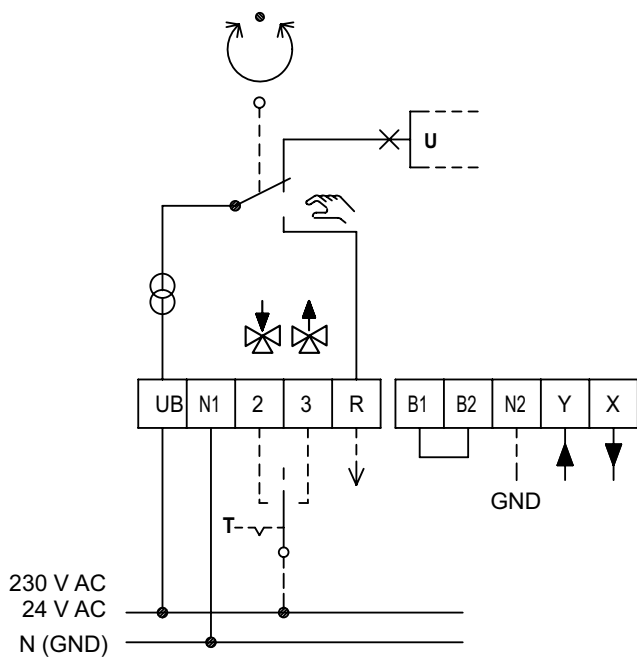 U
UB N1 2 3 R B1 B2 N2 Y X
GND
T
230 V AC
24 V AC
N (GND)